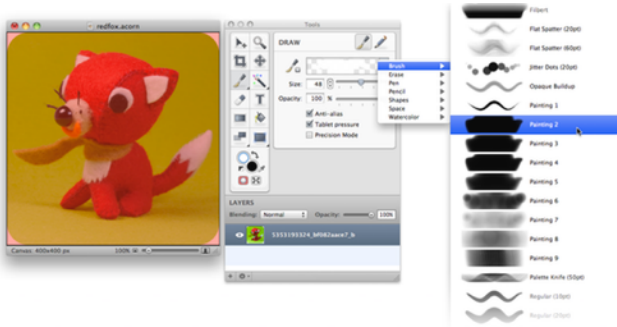 redfox.acorn
Canvas: 400x400 px
100%
Tools
DRAW
Size: 48
Opacity: 100 %
Anti-alias
Tablet pressure
Precision Mode
LAYERS
Blending: Normal
Opacity: 100%
Brush
Erase
Pen
Pencil
Shapes
Space
Watercolor
Filbert
Flat Spatter (20pt)
Flat Spatter (60pt)
Jitter Dots (20pt)
Opaque Buildup
Painting 1
Painting 2
Painting 3
Painting 4
Painting 5
Painting 6
Painting 7
Painting 8
Painting 9
Palette Knife (50pt)
Regular (10pt)
Regular (20pt)